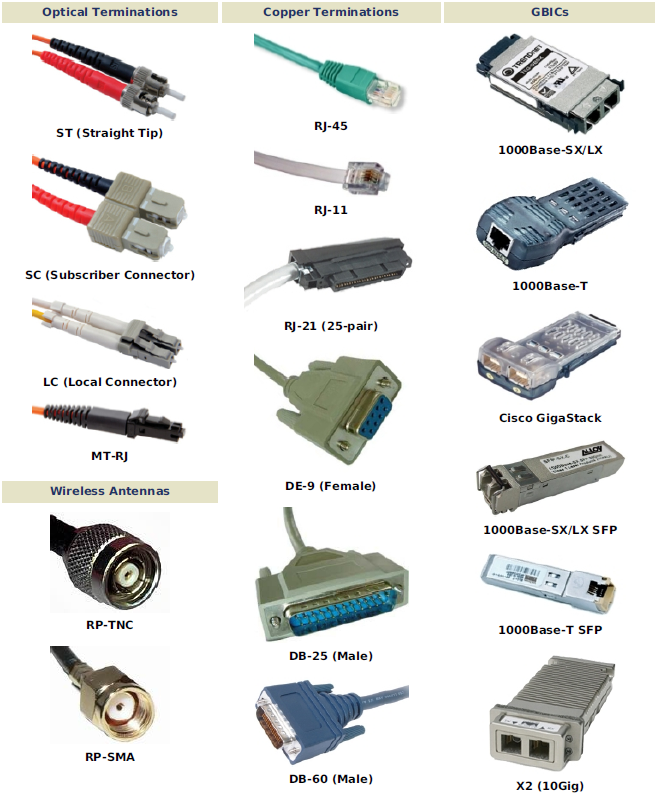 Optical Terminations
ST (Straight Tip)
SC (Subscriber Connector)
LC (Local Connector)
MT-RJ
Wireless Antennas
RP-TNC
RP-SMA
Copper Terminations
RJ-45
RJ-11
RJ-21 (25-pair)
DE-9 (Female)
DB-25 (Male)
DB-60 (Male)
GBICs
TRENDNET
1000Base-SX/LX
1000Base-T
Cisco GigaStack
1000Base-SX/LX SFP
1000Base-T SFP
X2 (10Gig)